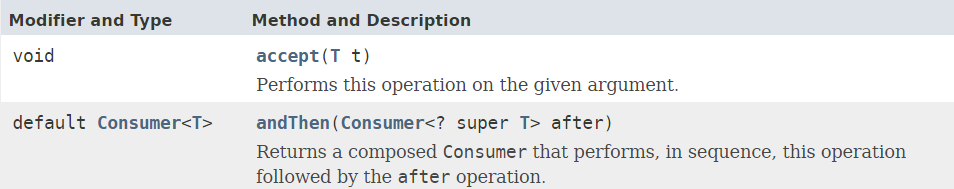 Modifier and Type Method and Description
void accept(T t)
Performs this operation on the given argument.
default Consumer<T> andThen(Consumer<? super T> after)
Returns a composed Consumer that performs, in sequence, this operation
followed by the after operation.